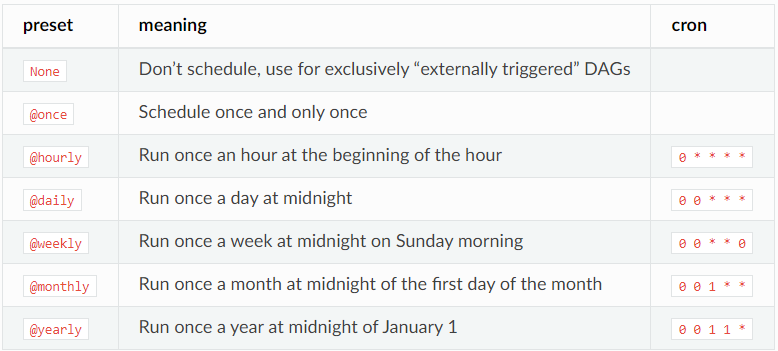 preset meaning cron
None Don’t schedule, use for exclusively “externally triggered” DAGs
@once Schedule once and only once
@hourly Run once an hour at the beginning of the hour 0 * * * *
@daily Run once a day at midnight 0 0 * * *
@weekly Run once a week at midnight on Sunday morning 0 0 * * 0
@monthly Run once a month at midnight of the first day of the month 0 0 1 * *
@yearly Run once a year at midnight of January 1 0 0 1 1 *